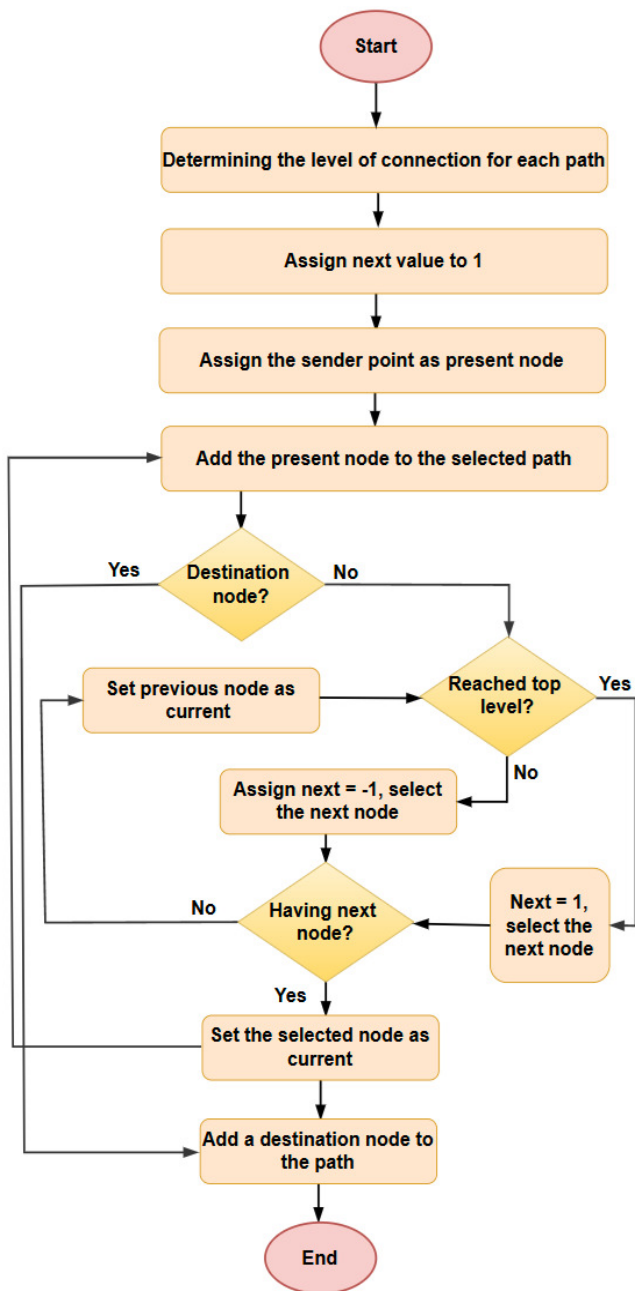 Start
Determining the level of connection for each path
Assign next value to 1
Assign the sender point as present node
Add the present node to the selected path
Yes
Destination
node?
No
Set previous node as
current
Reached top
level?
Yes
No
Assign next = -1, select
the next node
No
Having next
node?
Next = 1,
select the
next node
Yes
Set the selected node as
current
Add a destination node to
the path
End